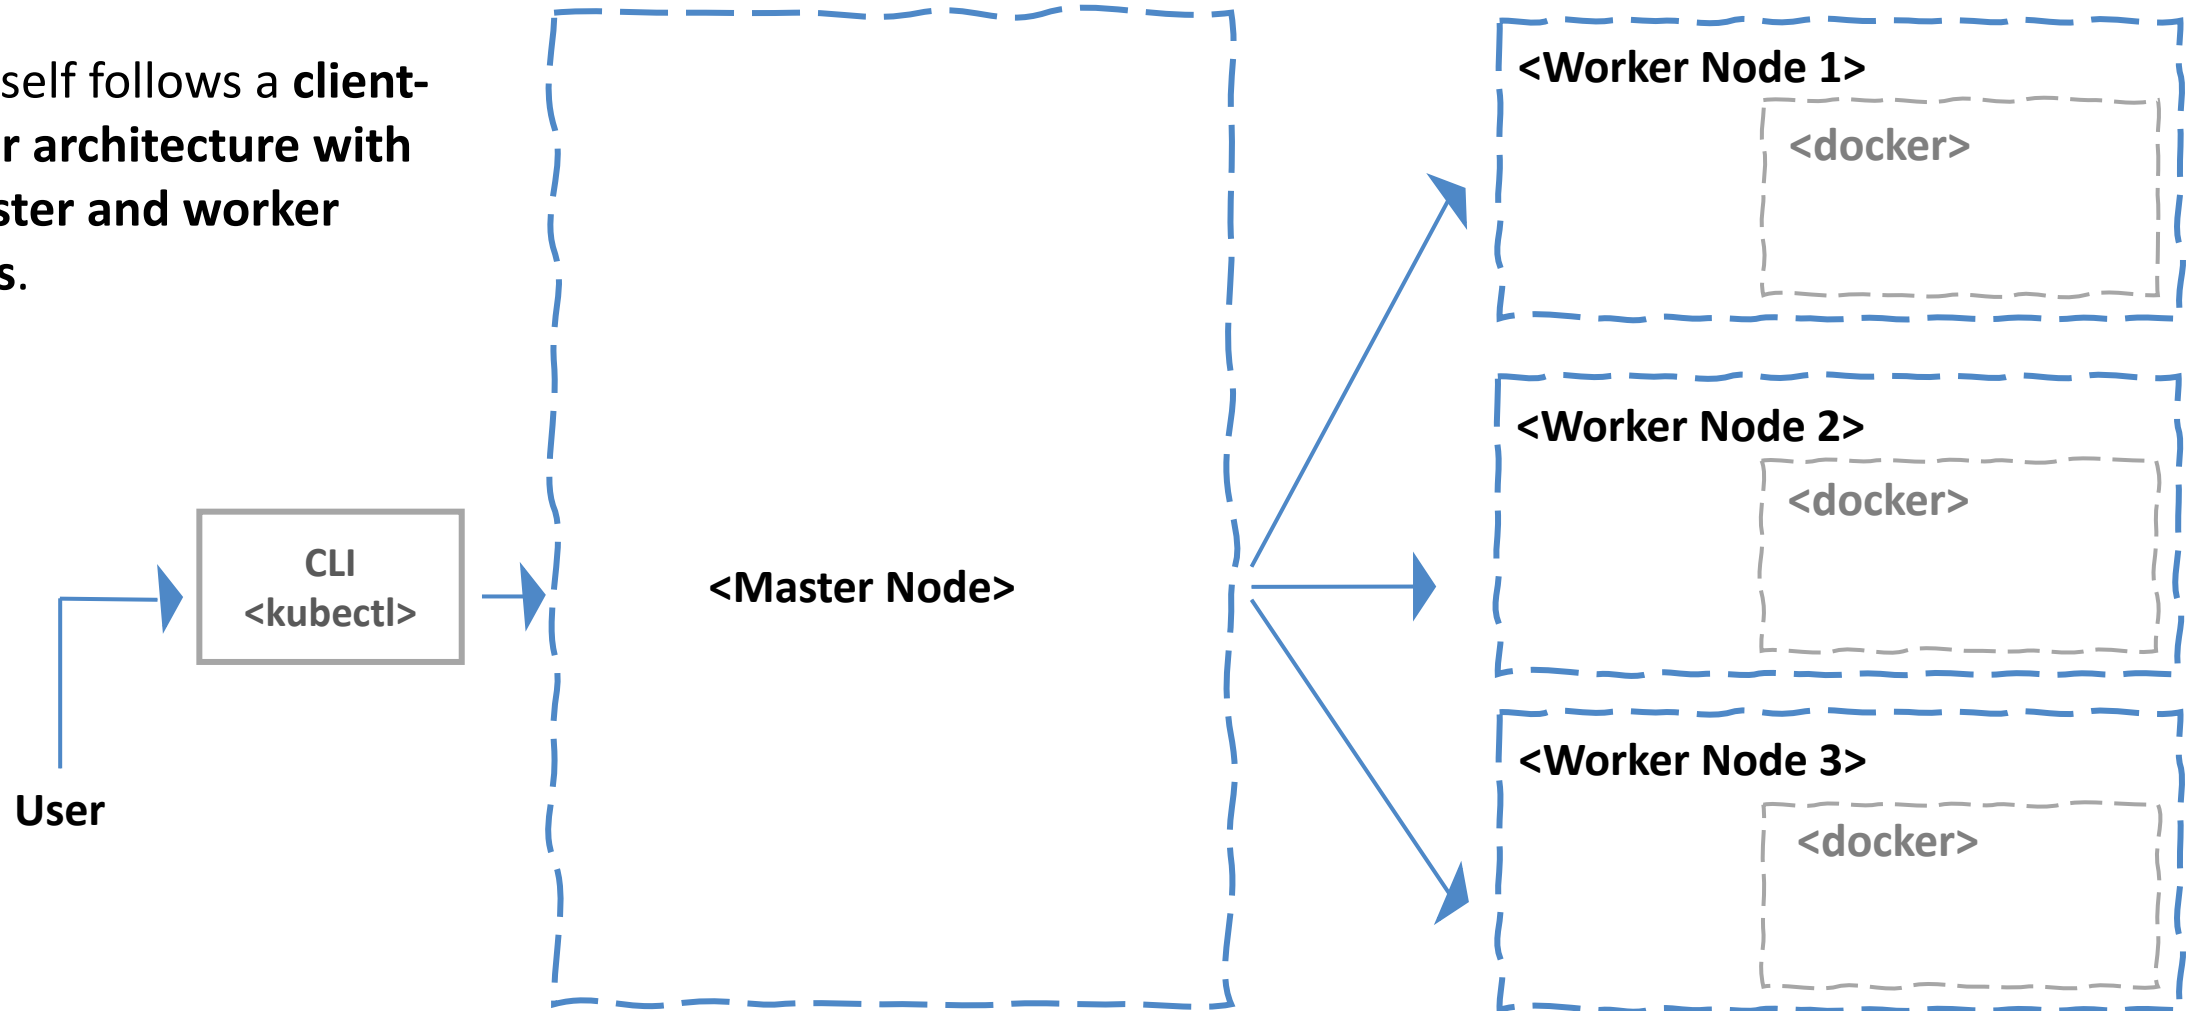 self follows a client-
r architecture with
ster and worker
s.
CLI
<kubectl>
User
<Master Node>
<Worker Node 1>
<docker>
<Worker Node 2>
<docker>
<Worker Node 3>
<docker>